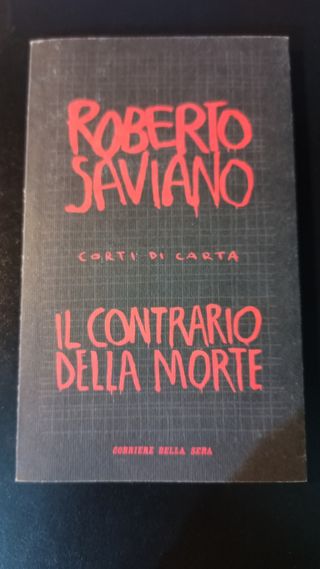 ROBERTO
SAVIANO
CORTI DI CARTA
IL CONTRARIO
DELLA MORTE
CORRIERE DELLA SERA